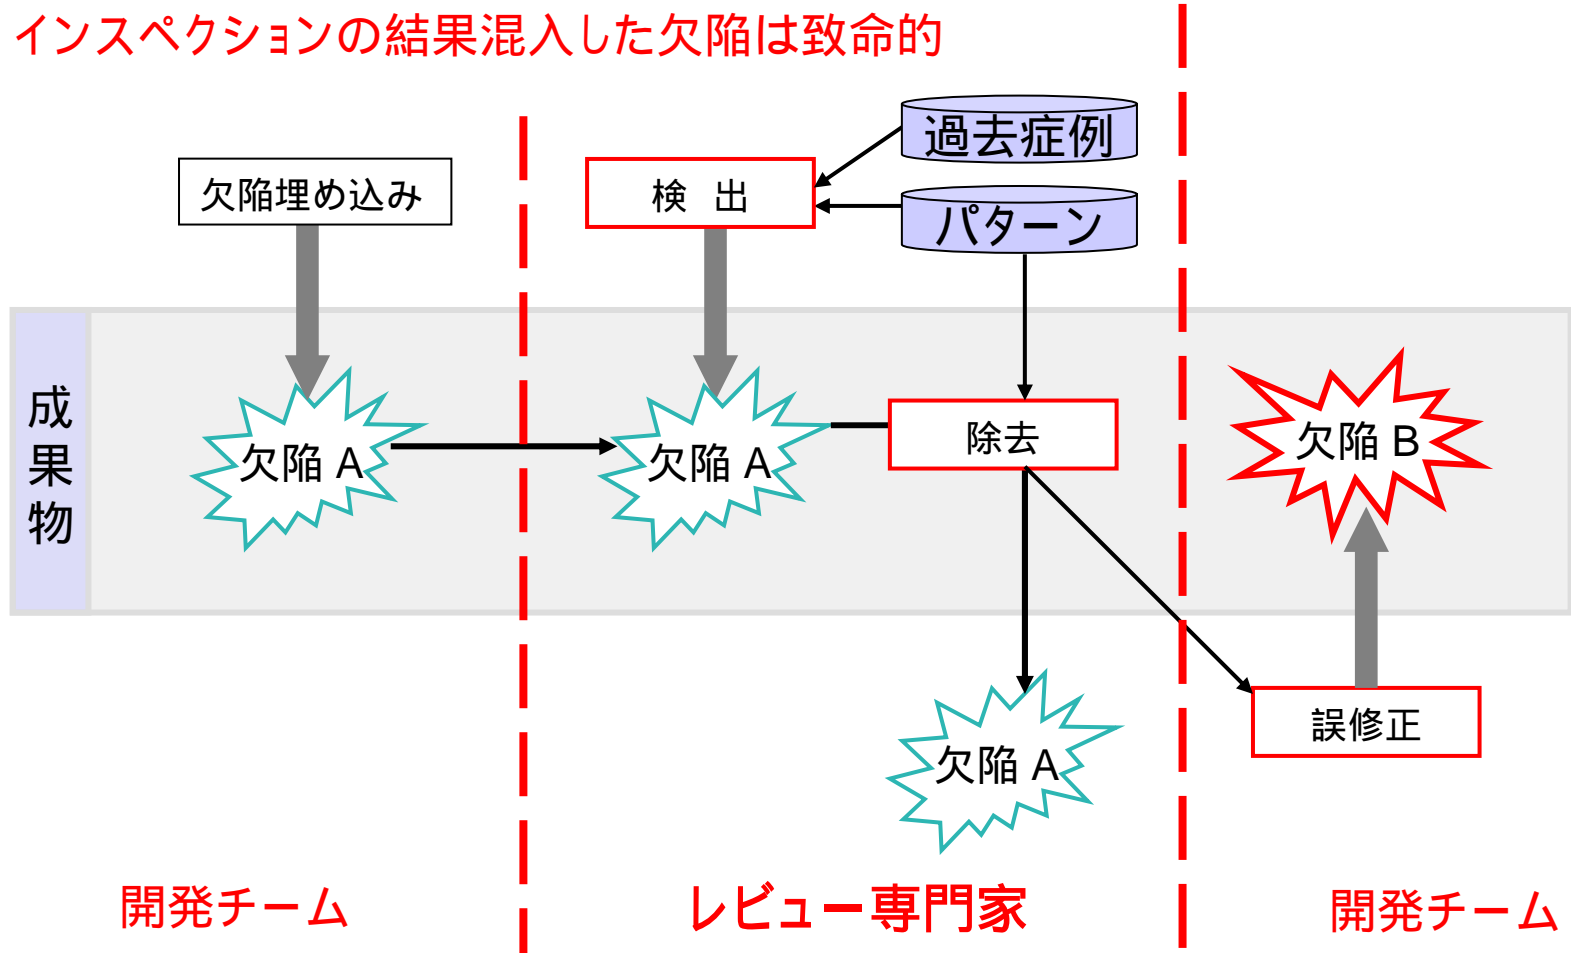 インスペクションの結果混入した欠陥は致命的
過去症例
欠陥埋め込み
検 出
パターン
成果物
欠陥 A
欠陥 A
除去
欠陥 B
欠陥 A
誤修正
開発チーム
レビュー専門家
開発チーム